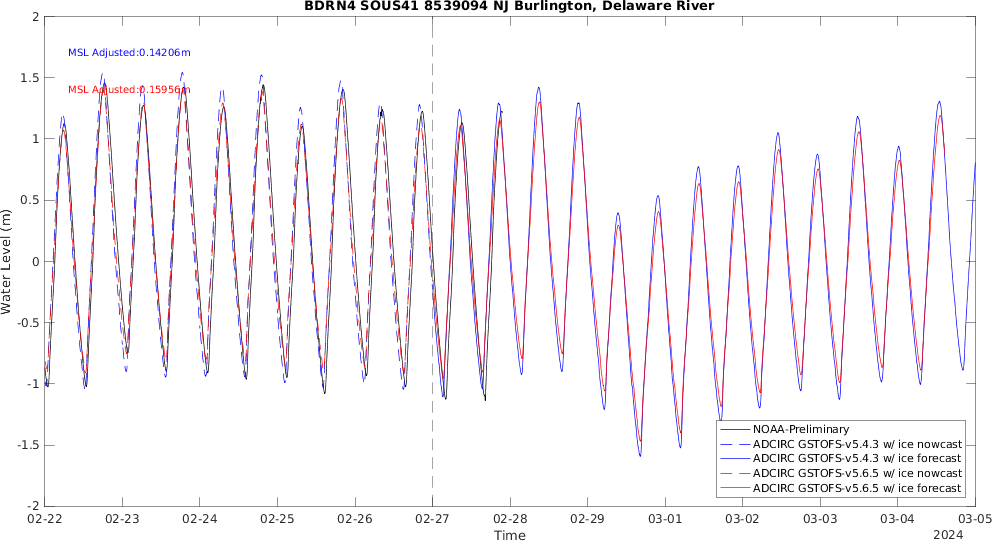 BDRN4 SOUS41 8539094 NJ Burlington, Delaware River
2
1.5
1
0.5
0
-0.5
-1
-1.5
-2
Water Level (m)
MSL Adjusted:0.14206m
MSL Adjusted:0.15956m
NOAA-Preliminary
ADCIRC GSTOFS-v5.4.3 w/ ice nowcast
ADCIRC GSTOFS-v5.4.3 w/ ice forecast
ADCIRC GSTOFS-v5.6.5 w/ ice nowcast
ADCIRC GSTOFS-v5.6.5 w/ ice forecast
02-22 02-23 02-24 02-25 02-26 02-27 02-28 02-29 03-01 03-02 03-03 03-04 03-05
Time
2024